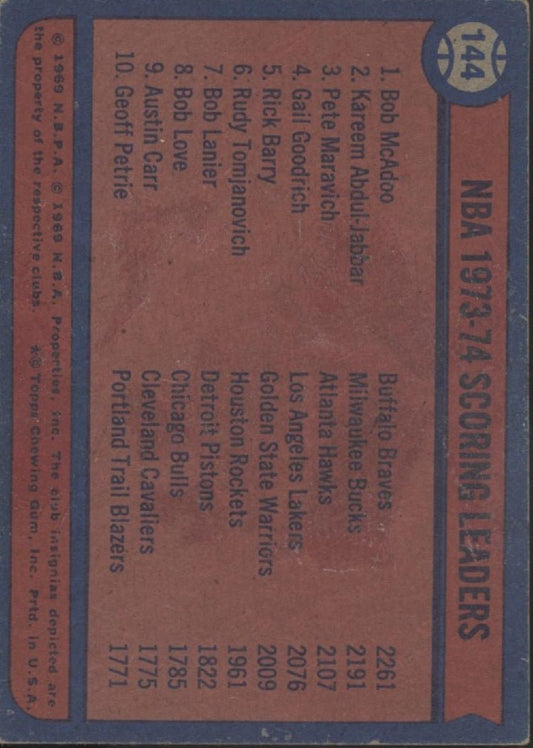 144
NBA 1973-74 SCORING LEADERS
1. Bob McAdoo Buffalo Braves 2261
2. Kareem Abdul-Jabbar Milwaukee Bucks 2191
3. Pete Maravich Atlanta Hawks 2107
4. Gail Goodrich Los Angeles Lakers 2076
5. Rick Barry Golden State Warriors 2009
6. Rudy Tomjanovich Houston Rockets 1961
7. Bob Lanier Detroit Pistons 1822
8. Bob Love Chicago Bulls 1785
9. Austin Carr Cleveland Cavaliers 1775
10. Geoff Petrie Portland Trail Blazers 1771
© 1969 N.B.P.A. © 1969 N.B.A. Properties, Inc. The club insignias depicted are
the property of the respective clubs. ★© Topps Chewing Gum, Inc. Prtd. in U.S.A.